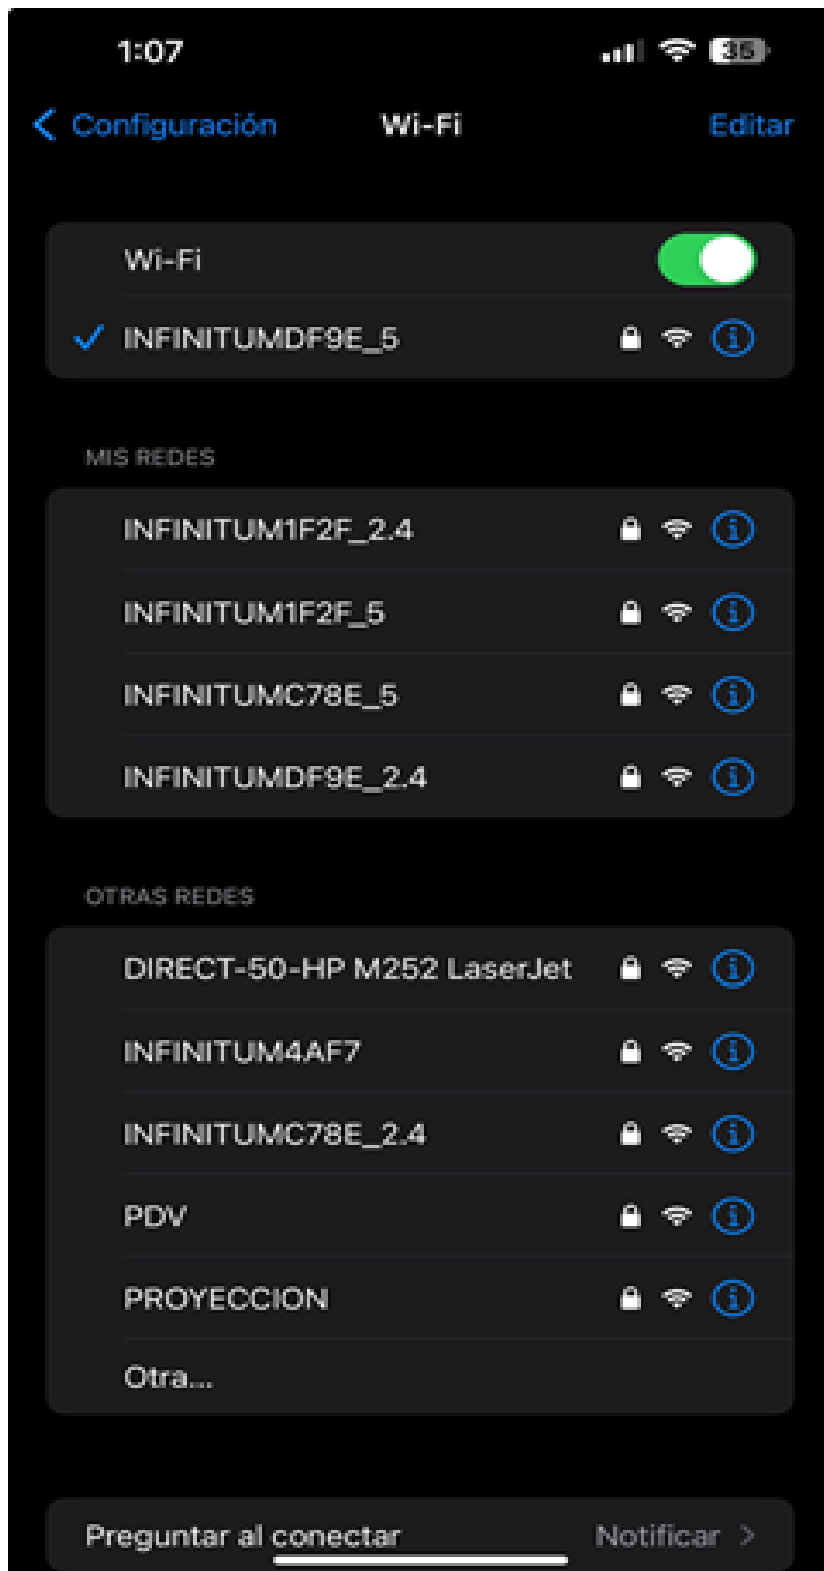 1:07 35
Configuración Wi-Fi Editar
Wi-Fi
INFINITUMDF9E_5
MIS REDES
INFINITUM1F2F_2.4
INFINITUM1F2F_5
INFINITUMC78E_5
INFINITUMDF9E_2.4
OTRAS REDES
DIRECT-50-HP M252 LaserJet
INFINITUM4AF7
INFINITUMC78E_2.4
PDV
PROYECCION
Otra...
Preguntar al conectar Notificar